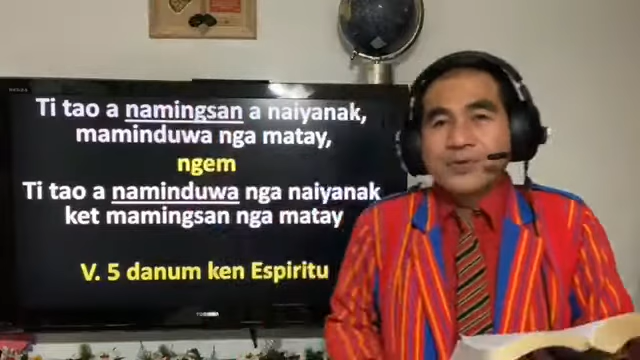 Ti tao a namingsan a naiyanak,
maminduwa nga matay,
ngem
Ti tao a naminduwa nga naiyanak
ket mamingsan nga matay
V. 5 danum ken Espiritu
TOSHIBA